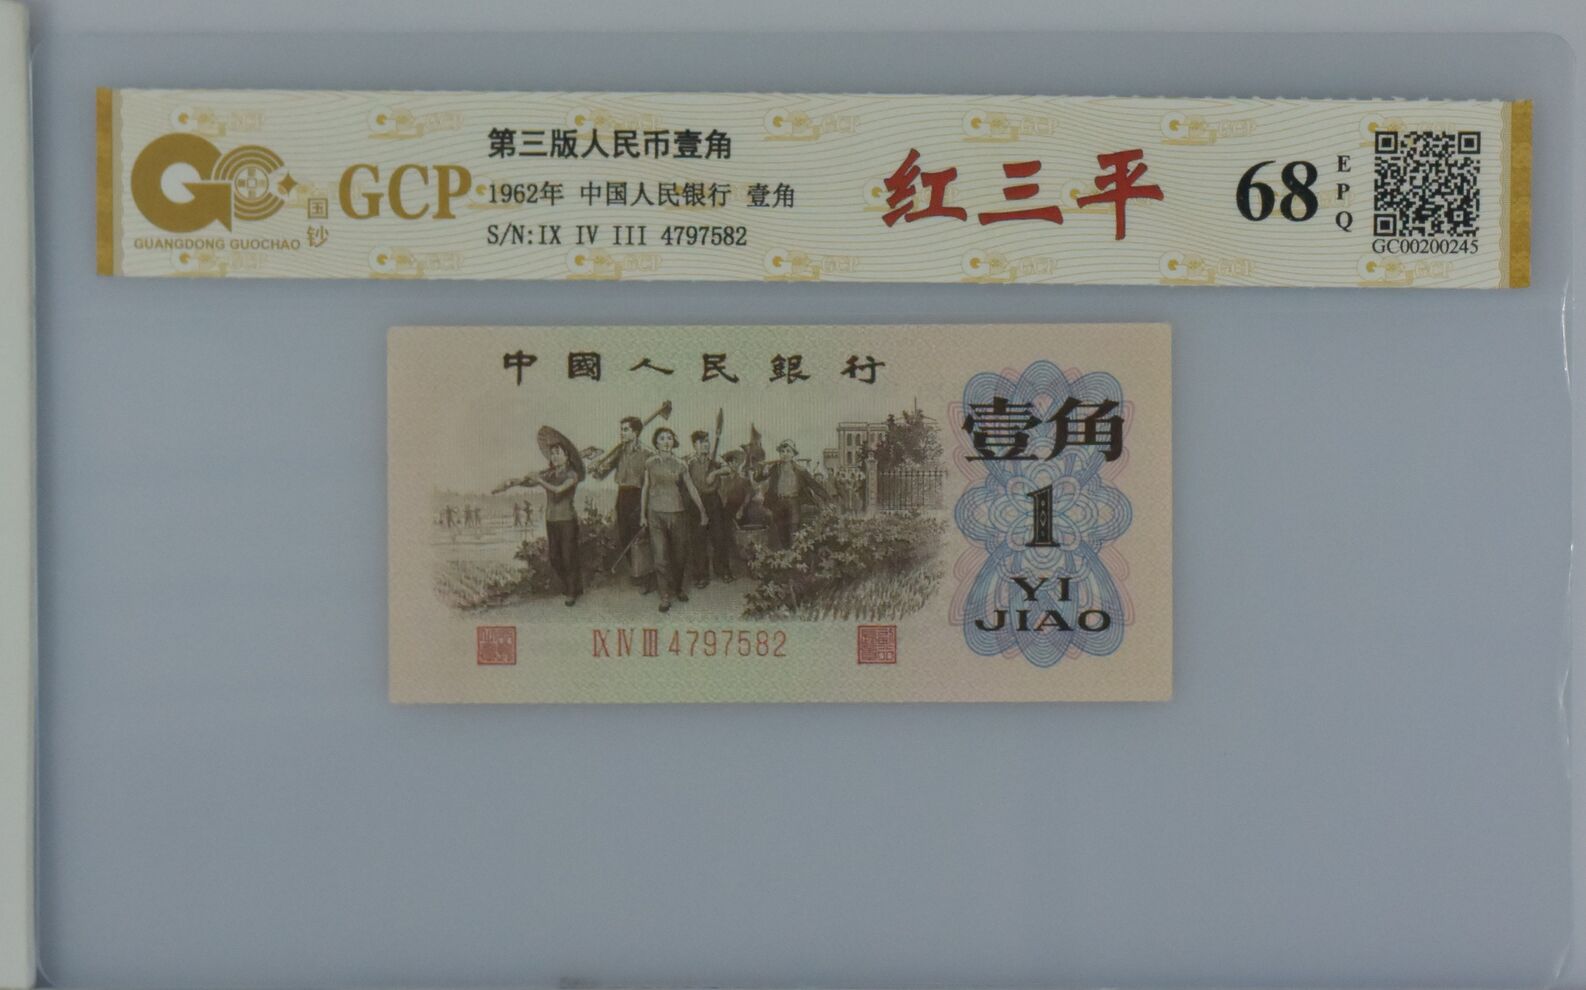 第三版人民币壹角
1962年 中国人民银行 壹角
S/N:IX IV III 4797582
GCP
国钞
GUANGDONG GUOCHAO
红三平
68
EPQ
GC00200245
中國人民銀行
壹角
1
YI
JIAO
IX IV III 4797582